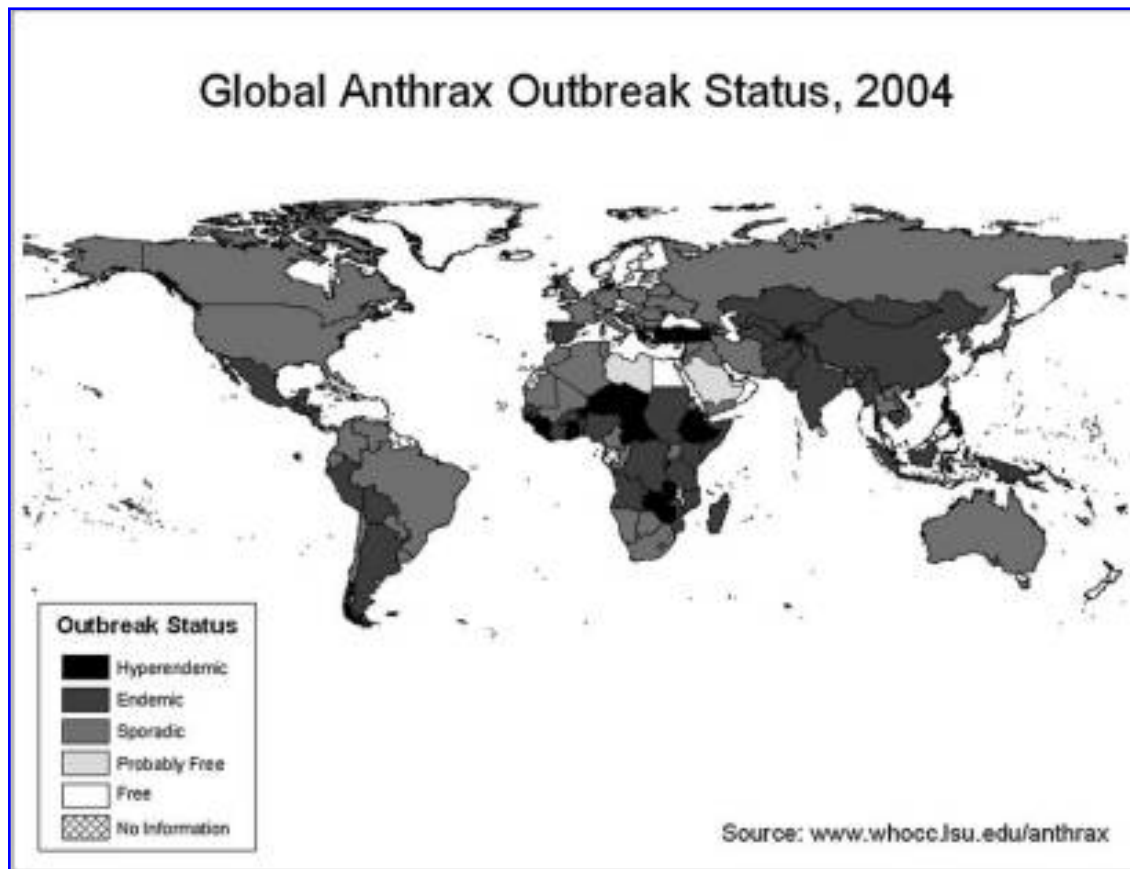 Global Anthrax Outbreak Status, 2004
Outbreak Status
Hyperendemic
Endemic
Sporadic
Probably Free
Free
No Information
Source: www.whocc.lsu.edu/anthrax